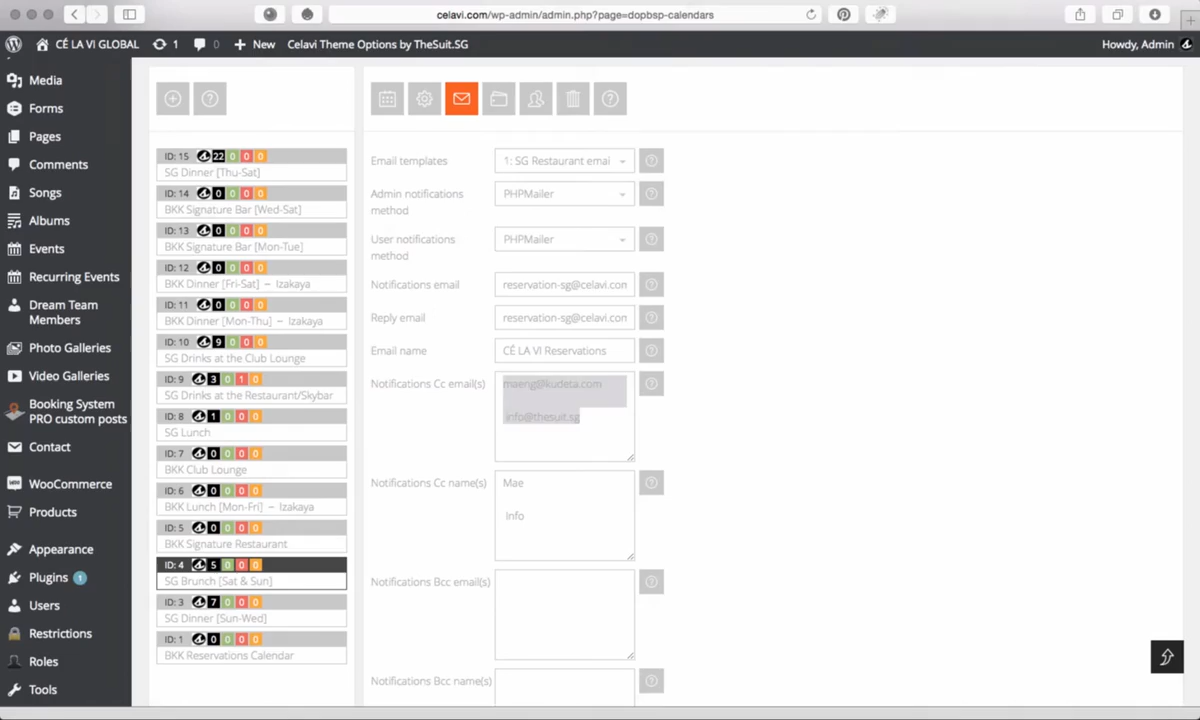 celavi.com/wp-admin/admin.php?page=dopbsp-calendars
CÉ LA VI GLOBAL
1
0
New
Celavi Theme Options by TheSuit.SG
Howdy, Admin
Media
Forms
Pages
Comments
Songs
Albums
Events
Recurring Events
Dream Team
Members
Photo Galleries
Video Galleries
Booking System
PRO custom posts
Contact
WooCommerce
Products
Appearance
Plugins 1
Users
Restrictions
Roles
Tools
ID: 15 22 0 0 0
SG Dinner [Thu-Sat]
ID: 14 0 0 0 0
BKK Signature Bar [Wed-Sat]
ID: 13 0 0 0 0
BKK Signature Bar [Mon-Tue]
ID: 12 0 0 0 0
BKK Dinner [Fri-Sat] – Izakaya
ID: 11 0 0 0 0
BKK Dinner [Mon-Thu] – Izakaya
ID: 10 9 0 0 0
SG Drinks at the Club Lounge
ID: 9 3 0 1 0
SG Drinks at the Restaurant/Skybar
ID: 8 1 0 0 0
SG Lunch
ID: 7 0 0 0 0
BKK Club Lounge
ID: 6 0 0 0 0
BKK Lunch [Mon-Fri] – Izakaya
ID: 5 0 0 0 0
BKK Signature Restaurant
ID: 4 5 0 0 0
SG Brunch [Sat & Sun]
ID: 3 7 0 0 0
SG Dinner [Sun-Wed]
ID: 1 0 0 0 0
BKK Reservations Calendar
Email templates
1: SG Restaurant emai
Admin notifications
method
PHPMailer
User notifications
method
PHPMailer
Notifications email
reservation-sg@celavi.com
Reply email
reservation-sg@celavi.com
Email name
CÉ LA VI Reservations
Notifications Cc email(s)
maeng@kudeta.com
info@thesuit.sg
Notifications Cc name(s)
Mae
Info
Notifications Bcc email(s)
Notifications Bcc name(s)